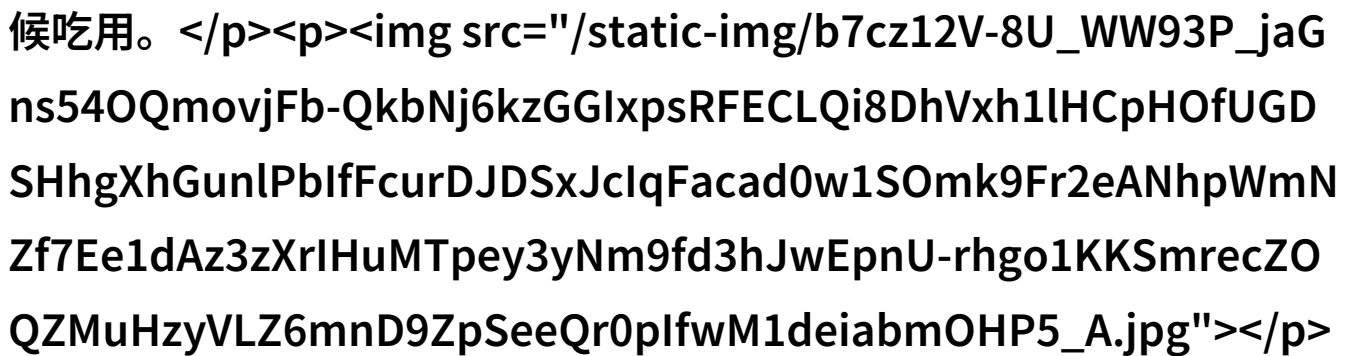 候吃用。</p><p><img src="/static-img/b7cz12V-8U_WW93P_jaG
ns54OQmovjFb-QkbNj6kzGGIxpsRFECLQi8DhVxh1lHCpHOfUGD
SHhgXhGunlPbIfFcurDJDSxJcIqFacad0w1SOmk9Fr2eANhpWmN
Zf7Ee1dAz3zXrIHuMTpey3yNm9fd3hJwEpnU-rhgo1KKSmrecZO
QZMuHzyVLZ6mnD9ZpSeeQr0pIfwM1deiabmOHP5_A.jpg"></p>